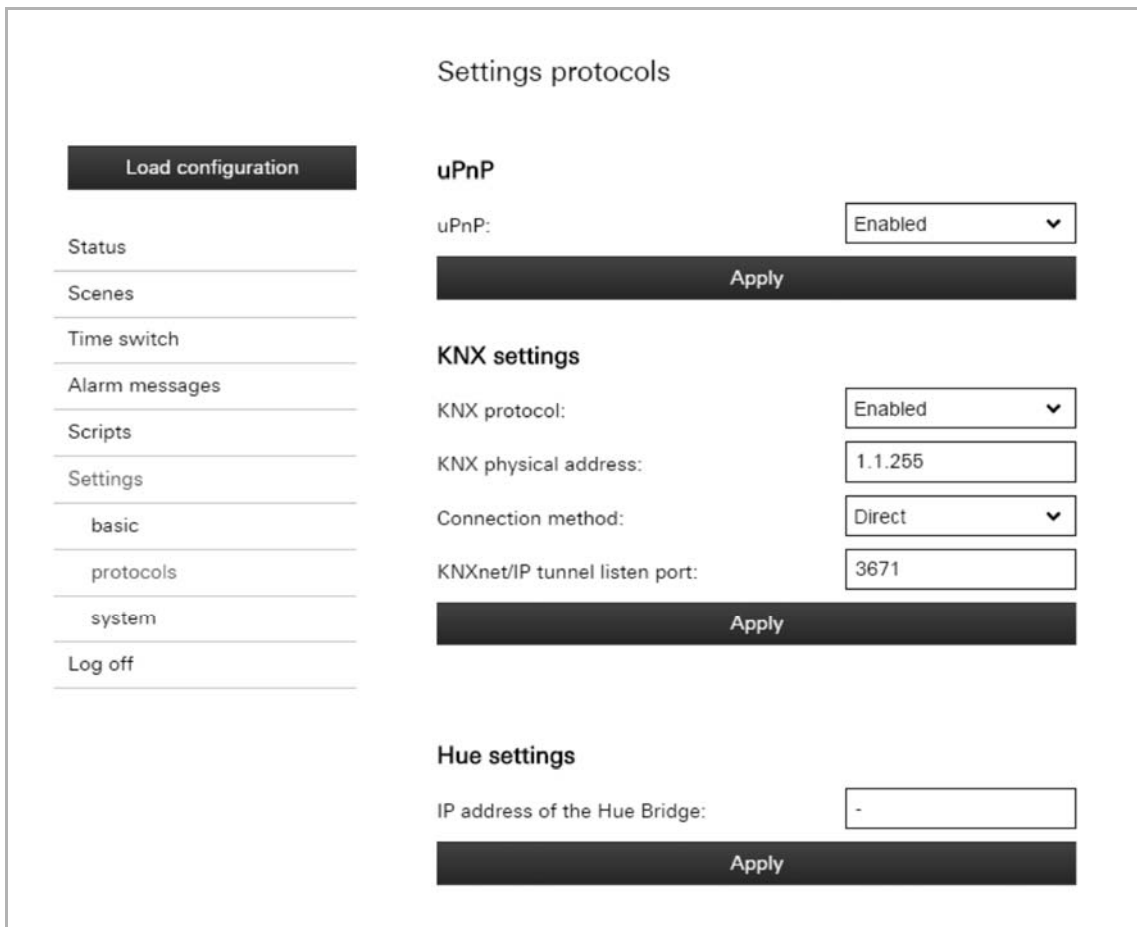 Settings protocols
Load configuration
Status
Scenes
Time switch
Alarm messages
Scripts
Settings
basic
protocols
system
Log off
uPnP
uPnP: Enabled
Apply
KNX settings
KNX protocol: Enabled
KNX physical address: 1.1.255
Connection method: Direct
KNXnet/IP tunnel listen port: 3671
Apply
Hue settings
IP address of the Hue Bridge: -
Apply